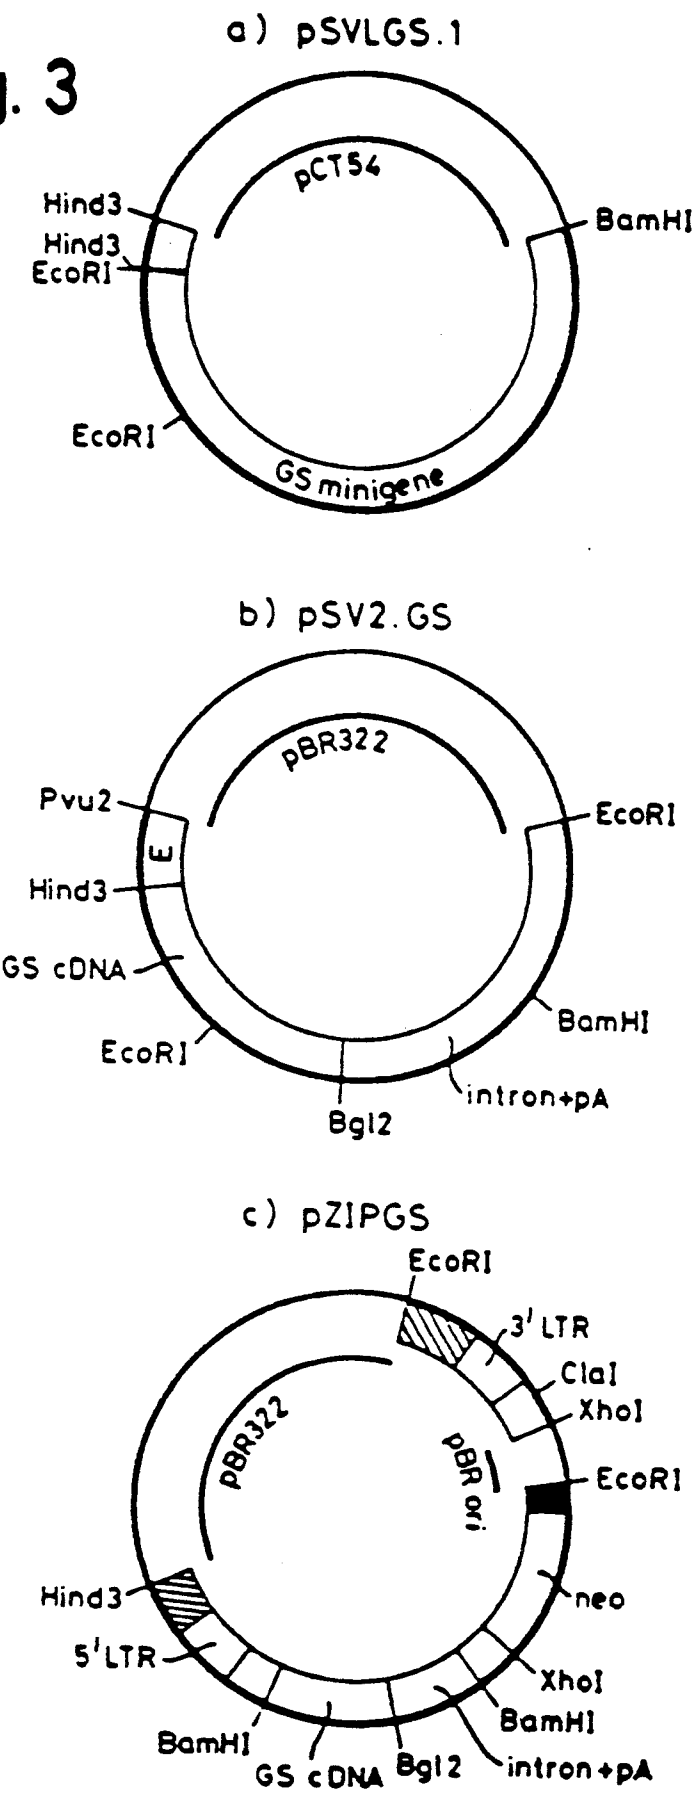 a) pSVLGS.1
g. 3
pCT54
Hind3
BamHI
Hind3
EcoRI
EcoRI
GS minigene
b) pSV2.GS
pBR322
Pvu2
EcoRI
E
Hind3
GS cDNA
BamHI
EcoRI
intron+pA
Bgl2
c) pZIPGS
EcoRI
3' LTR
ClaI
XhoI
pBR322
pBR ori
EcoRI
Hind3
neo
5' LTR
XhoI
BamHI
BamHI
GS cDNA
Bgl2
intron+pA